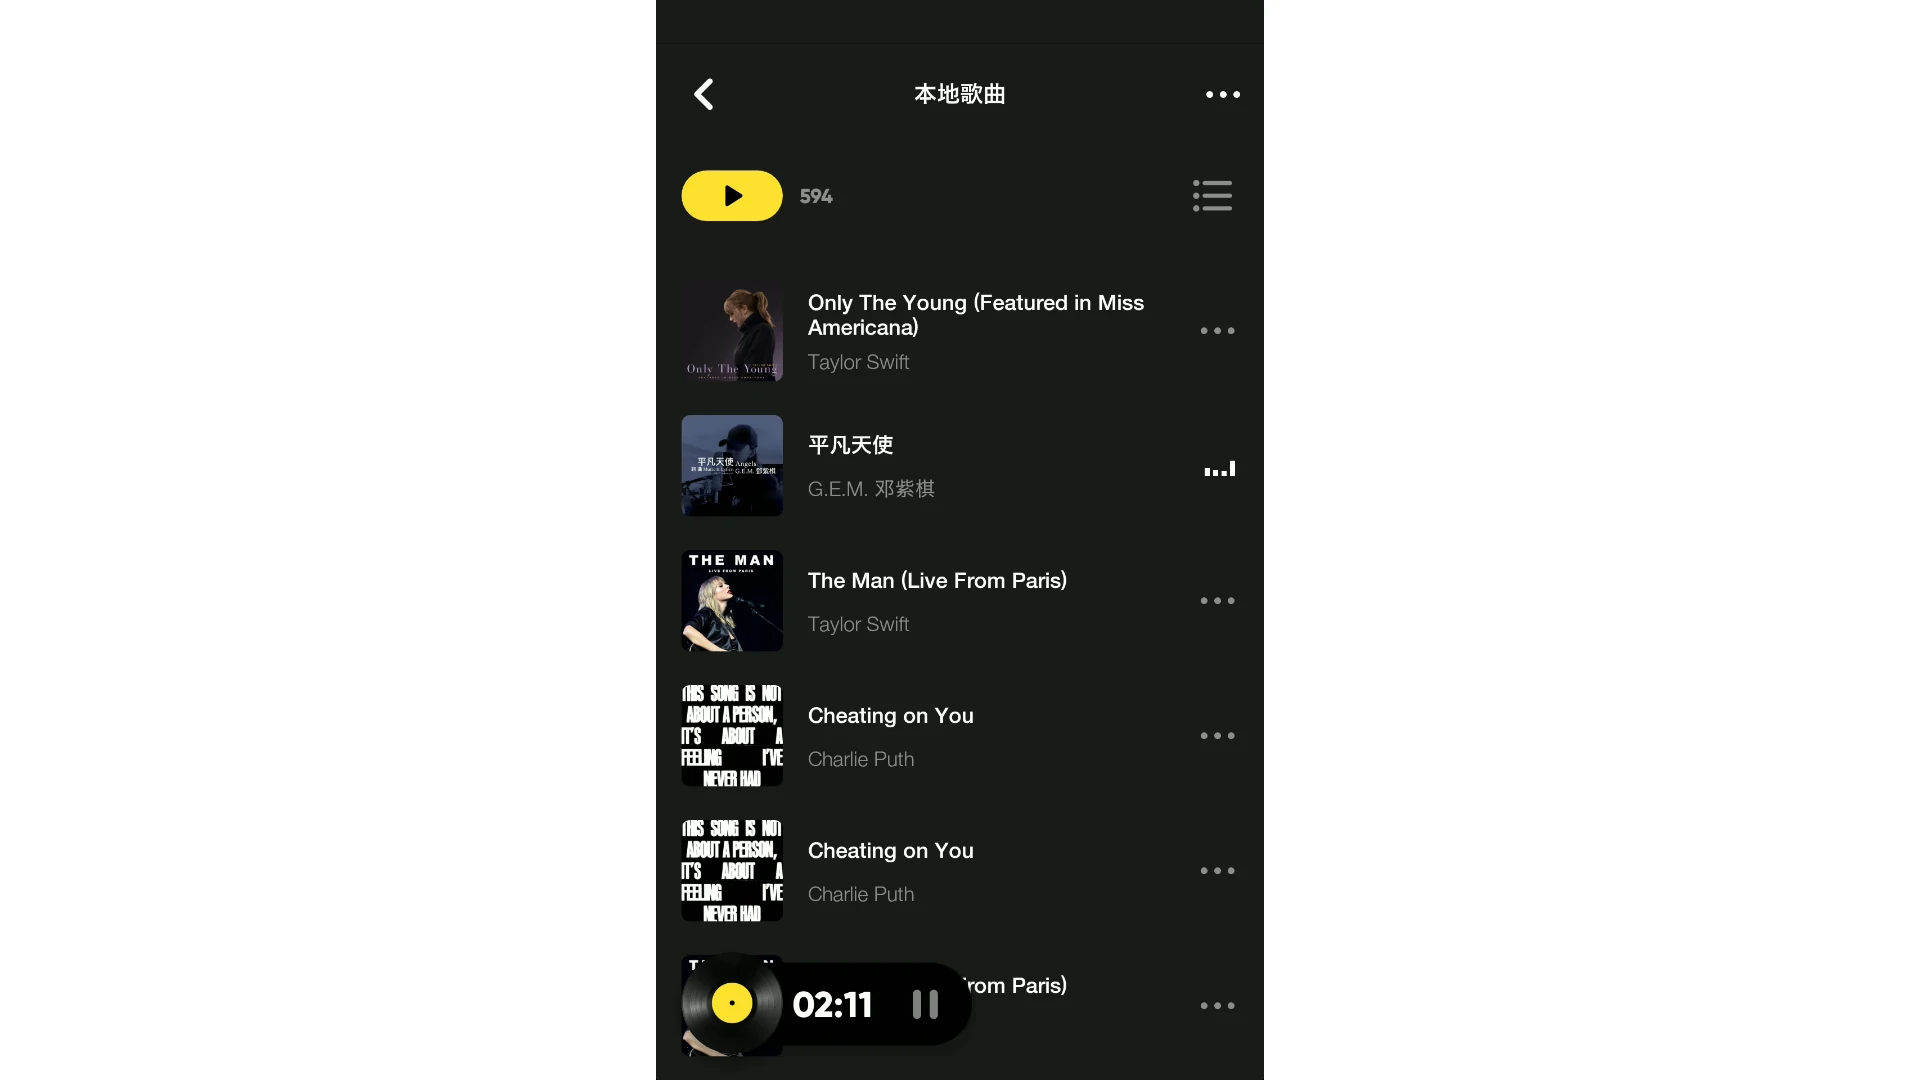 本地歌曲
594
Only The Young (Featured in Miss
Americana)
Taylor Swift
Only The Young
平凡天使
G.E.M. 邓紫棋
平凡天使 Angels
G.E.M. 鄧紫棋
The Man (Live From Paris)
Taylor Swift
THE MAN
LIVE FROM PARIS
Cheating on You
Charlie Puth
THIS SONG IS NOT
ABOUT A PERSON,
IT'S ABOUT A
FEELING I'VE
NEVER HAD
Cheating on You
Charlie Puth
THIS SONG IS NOT
ABOUT A PERSON,
IT'S ABOUT A
FEELING I'VE
NEVER HAD
rom Paris)
02:11